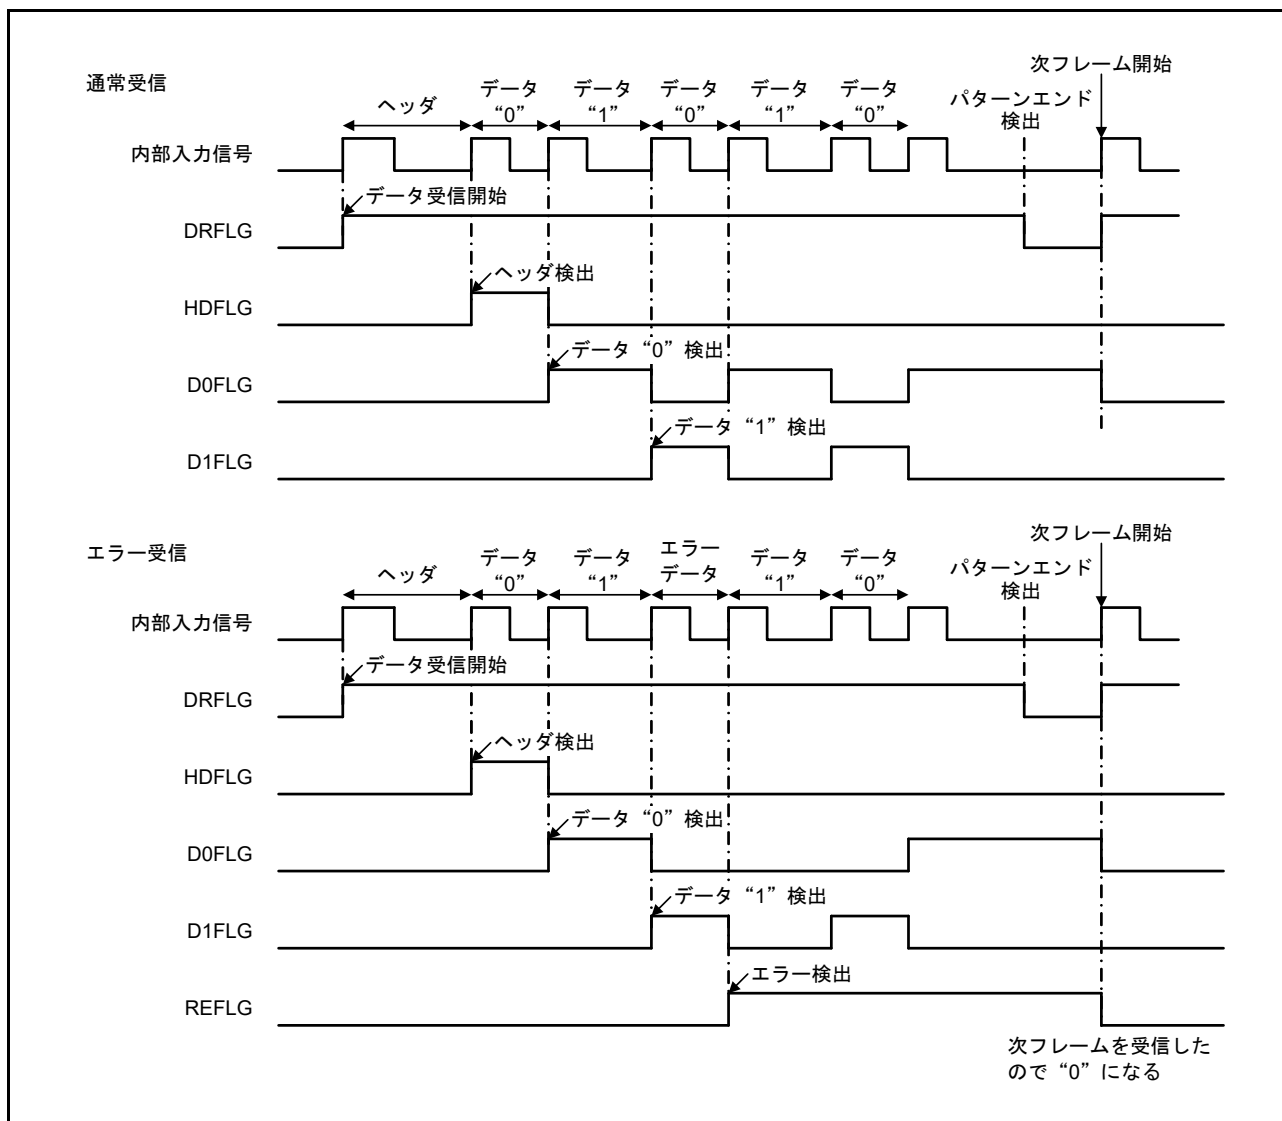 通常受信
次フレーム開始
ヘッダ
データ
“0”
データ
“1”
データ
“0”
データ
“1”
データ
“0”
パターンエンド
検出
内部入力信号
データ受信開始
DRFLG
ヘッダ検出
HDFLG
データ “0” 検出
D0FLG
データ “1” 検出
D1FLG
エラー受信
次フレーム開始
ヘッダ
データ
“0”
データ
“1”
エラー
データ
データ
“1”
データ
“0”
パターンエンド
検出
内部入力信号
データ受信開始
DRFLG
ヘッダ検出
HDFLG
データ “0” 検出
D0FLG
データ “1” 検出
D1FLG
エラー検出
REFLG
次フレームを受信した
ので “0” になる